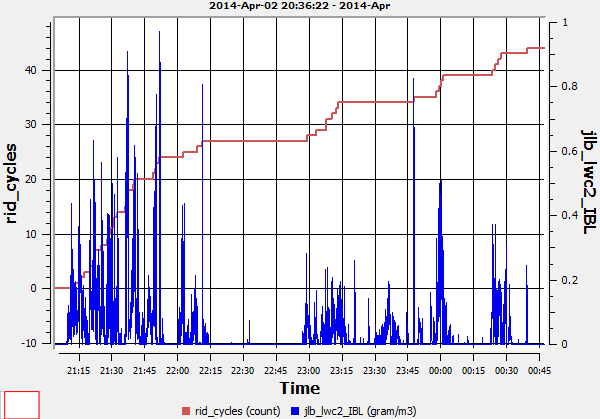 2014-Apr-02 20:36:22 - 2014-Apr
rid_cycles
40
30
20
10
0
-10
1
0.8
0.6
0.4
0.2
0
jlb_lwc2_IBL
21:15 21:30 21:45 22:00 22:15 22:30 22:45 23:00 23:15 23:30 23:45 00:00 00:15 00:30 00:45
Time
rid_cycles (count) jlb_lwc2_IBL (gram/m3)